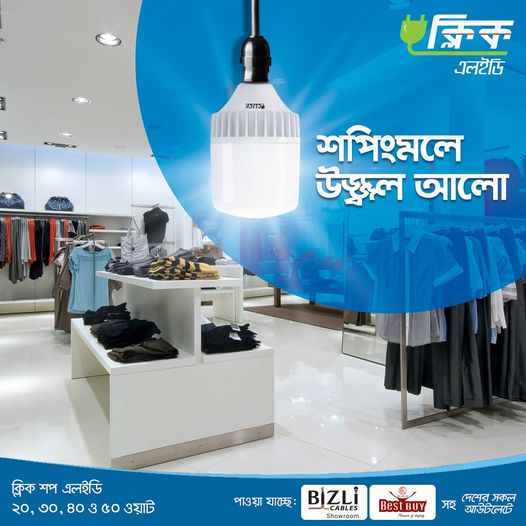 ক্লিক
এলইডি
CLICK
শপিংমলে
উজ্জ্বল আলো
ক্লিক শপ এলইডি
২০, ৩০, ৪০ ও ৫০ ওয়াট
পাওয়া যাচ্ছে:
BIZLI
CABLES
Showroom
BEST BUY
সহ
দেশের সকল
আউটলেটে